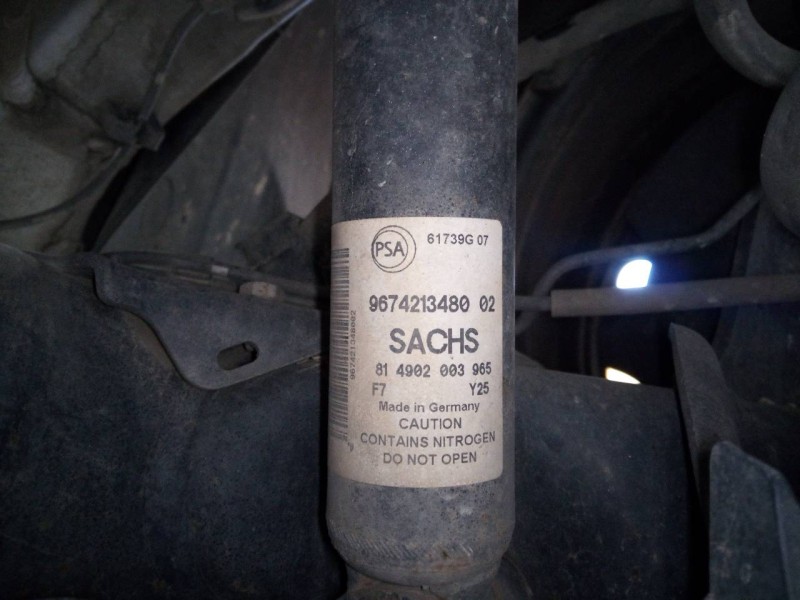 PSA 61739G 07
9674213480 02
SACHS
81 4902 003 965
F7 Y25
Made in Germany
CAUTION
CONTAINS NITROGEN
DO NOT OPEN
967421348002